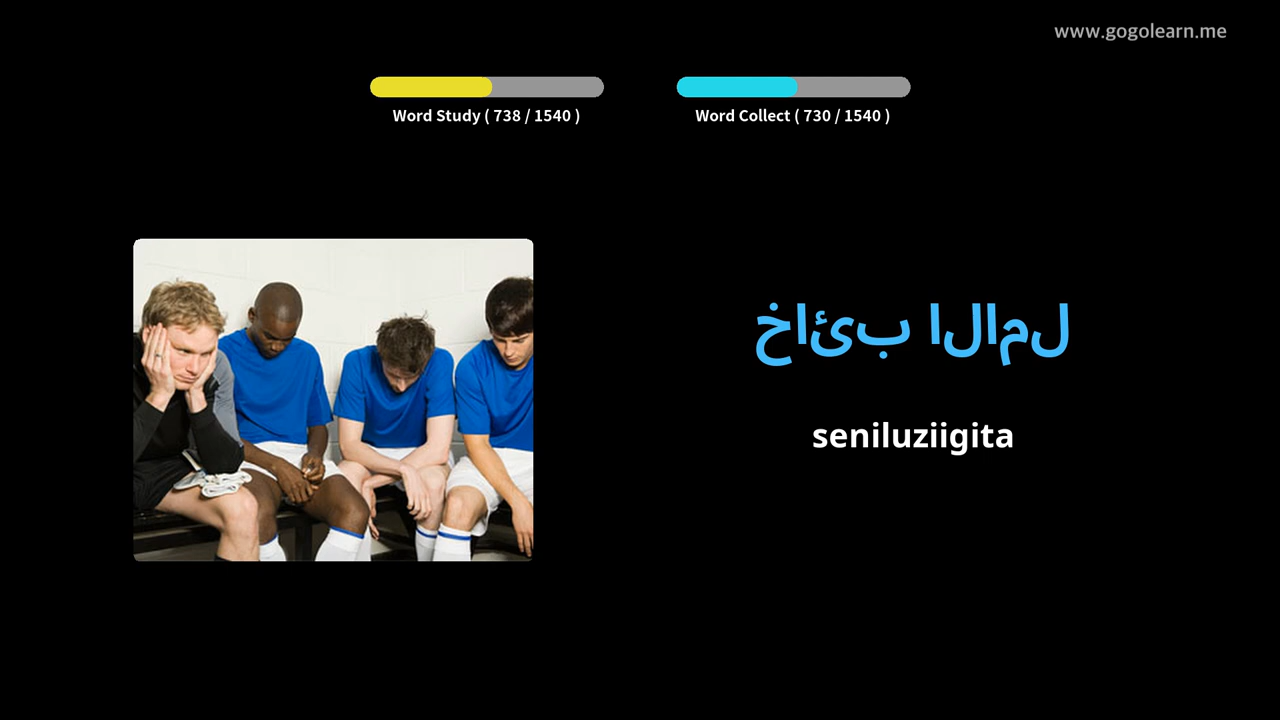 www.gogolearn.me
Word Study ( 738 / 1540 )
Word Collect ( 730 / 1540 )
خائب الامل
seniluziigita